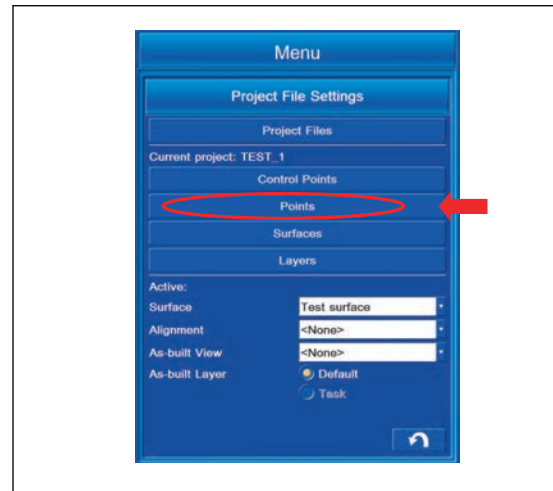 Menu
Project File Settings
Project Files
Current project: TEST_1
Control Points
Points
Surfaces
Layers
Active:
Surface Test surface
Alignment <None>
As-built View <None>
As-built Layer Default
Task